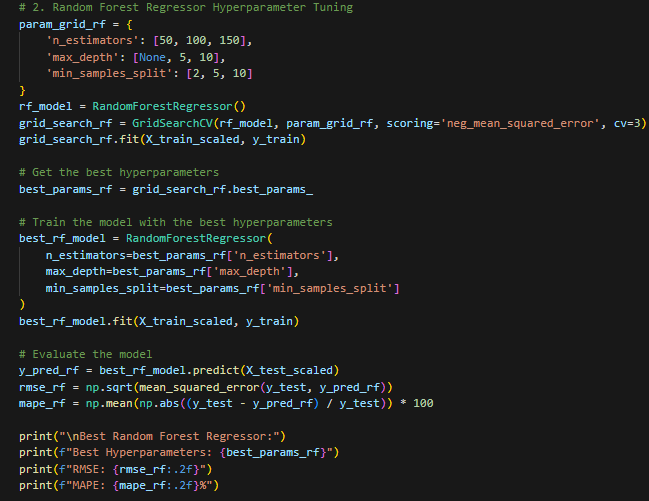 # 2. Random Forest Regressor Hyperparameter Tuning
param_grid_rf = {
    'n_estimators': [50, 100, 150],
    'max_depth': [None, 5, 10],
    'min_samples_split': [2, 5, 10]
}
rf_model = RandomForestRegressor()
grid_search_rf = GridSearchCV(rf_model, param_grid_rf, scoring='neg_mean_squared_error', cv=3)
grid_search_rf.fit(X_train_scaled, y_train)

# Get the best hyperparameters
best_params_rf = grid_search_rf.best_params_

# Train the model with the best hyperparameters
best_rf_model = RandomForestRegressor(
    n_estimators=best_params_rf['n_estimators'],
    max_depth=best_params_rf['max_depth'],
    min_samples_split=best_params_rf['min_samples_split']
)
best_rf_model.fit(X_train_scaled, y_train)

# Evaluate the model
y_pred_rf = best_rf_model.predict(X_test_scaled)
rmse_rf = np.sqrt(mean_squared_error(y_test, y_pred_rf))
mape_rf = np.mean(np.abs((y_test - y_pred_rf) / y_test)) * 100

print("\nBest Random Forest Regressor:")
print(f"Best Hyperparameters: {best_params_rf}")
print(f"RMSE: {rmse_rf:.2f}")
print(f"MAPE: {mape_rf:.2f}%")